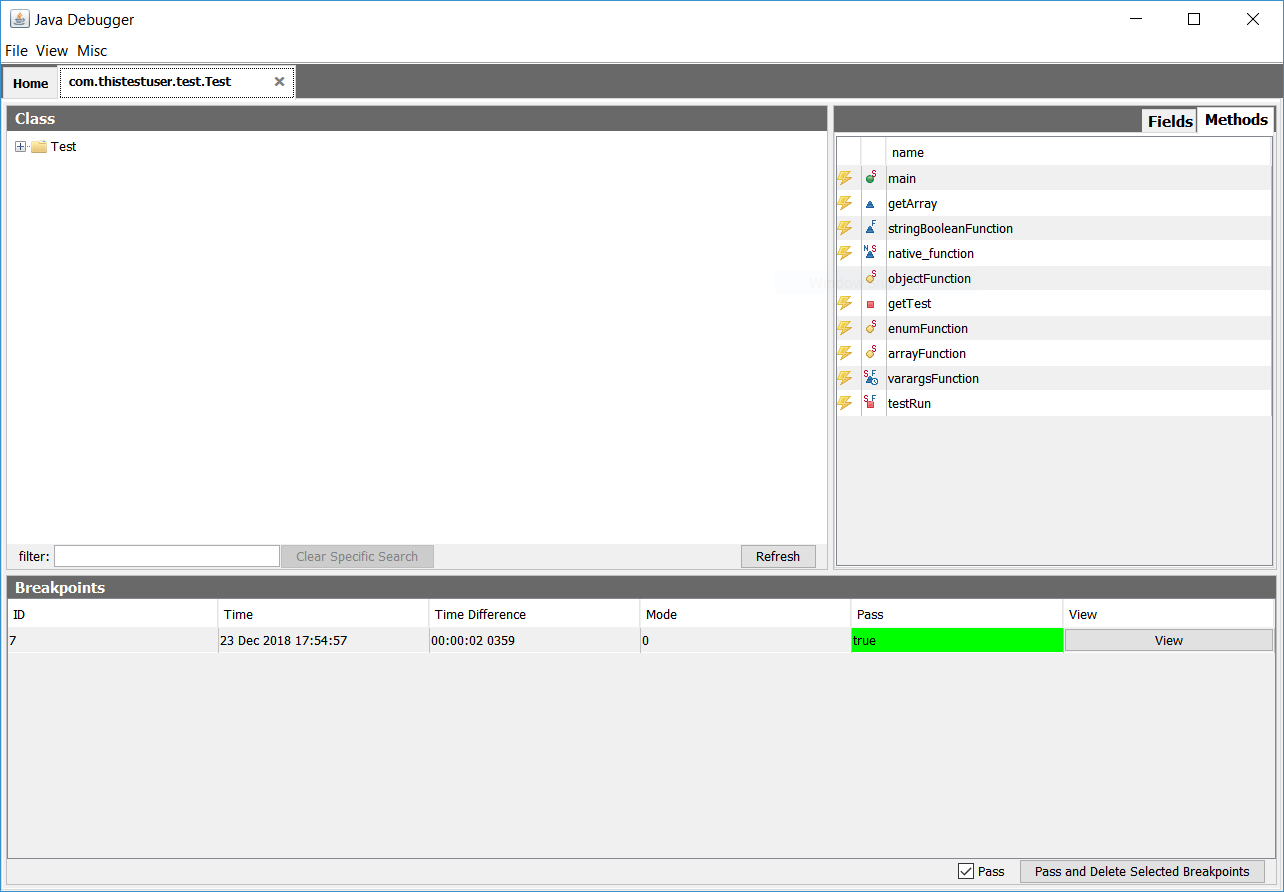 Java Debugger
File View Misc
Home com.thistestuser.test.Test
Class
Test
filter: Clear Specific Search Refresh
Fields Methods
name
S main
getArray
F stringBooleanFunction
N S native_function
S objectFunction
getTest
S enumFunction
S arrayFunction
S F varargsFunction
S F testRun
Breakpoints
ID Time Time Difference Mode Pass View
7 23 Dec 2018 17:54:57 00:00:02 0359 0 true View
Pass Pass and Delete Selected Breakpoints